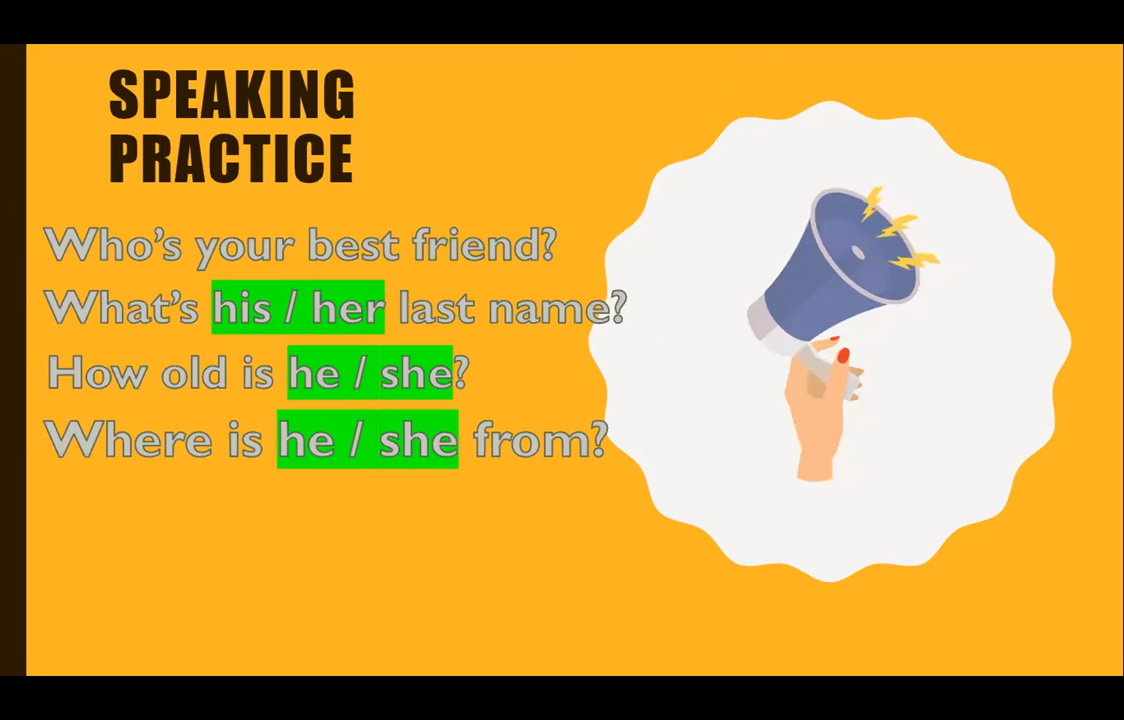 SPEAKING
PRACTICE
Who's your best friend?
What's his / her last name?
How old is he / she?
Where is he / she from?